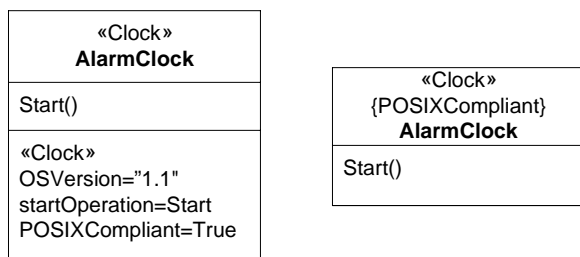 «Clock»
AlarmClock
Start()
«Clock»
OSVersion=”1.1"
startOperation=Start
POSIXCompliant=True
«Clock»
{POSIXCompliant}
AlarmClock
Start()